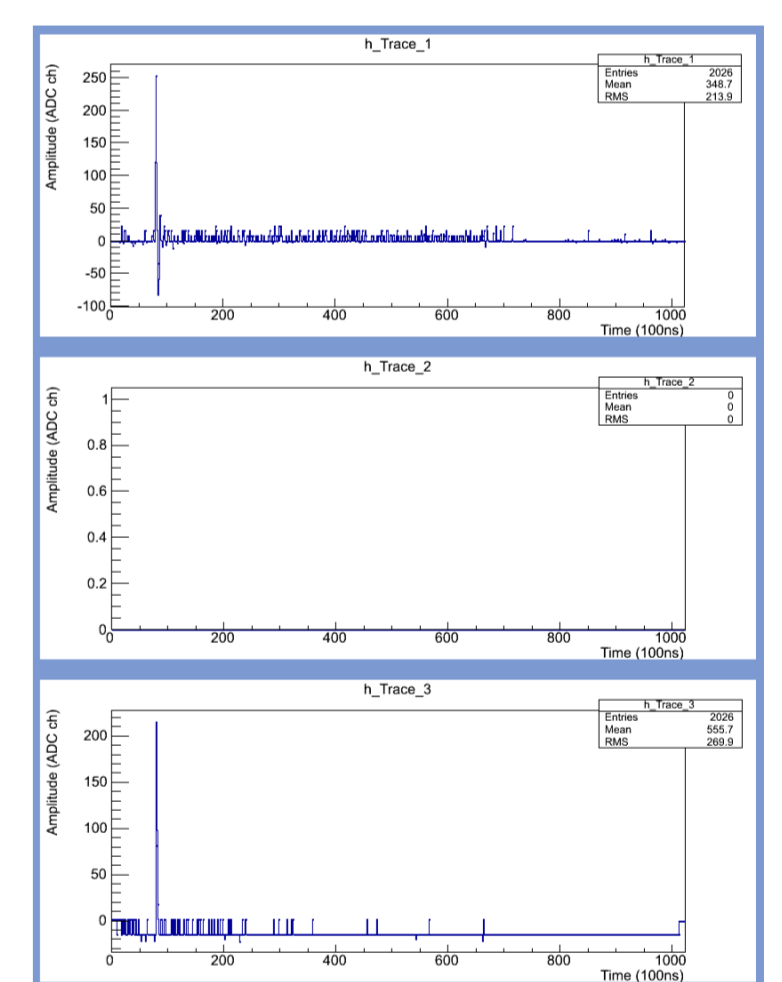 h_Trace_1
h_Trace_1
Entries 2026
Mean 348.7
RMS 213.9
Amplitude (ADC ch)
250
200
150
100
50
0
-50
-100
0 200 400 600 800 1000
Time (100ns)
h_Trace_2
h_Trace_2
Entries 0
Mean 0
RMS 0
Amplitude (ADC ch)
1
0.8
0.6
0.4
0.2
0
0 200 400 600 800 1000
Time (100ns)
h_Trace_3
h_Trace_3
Entries 2026
Mean 555.7
RMS 269.9
Amplitude (ADC ch)
200
150
100
50
0
0 200 400 600 800 1000
Time (100ns)